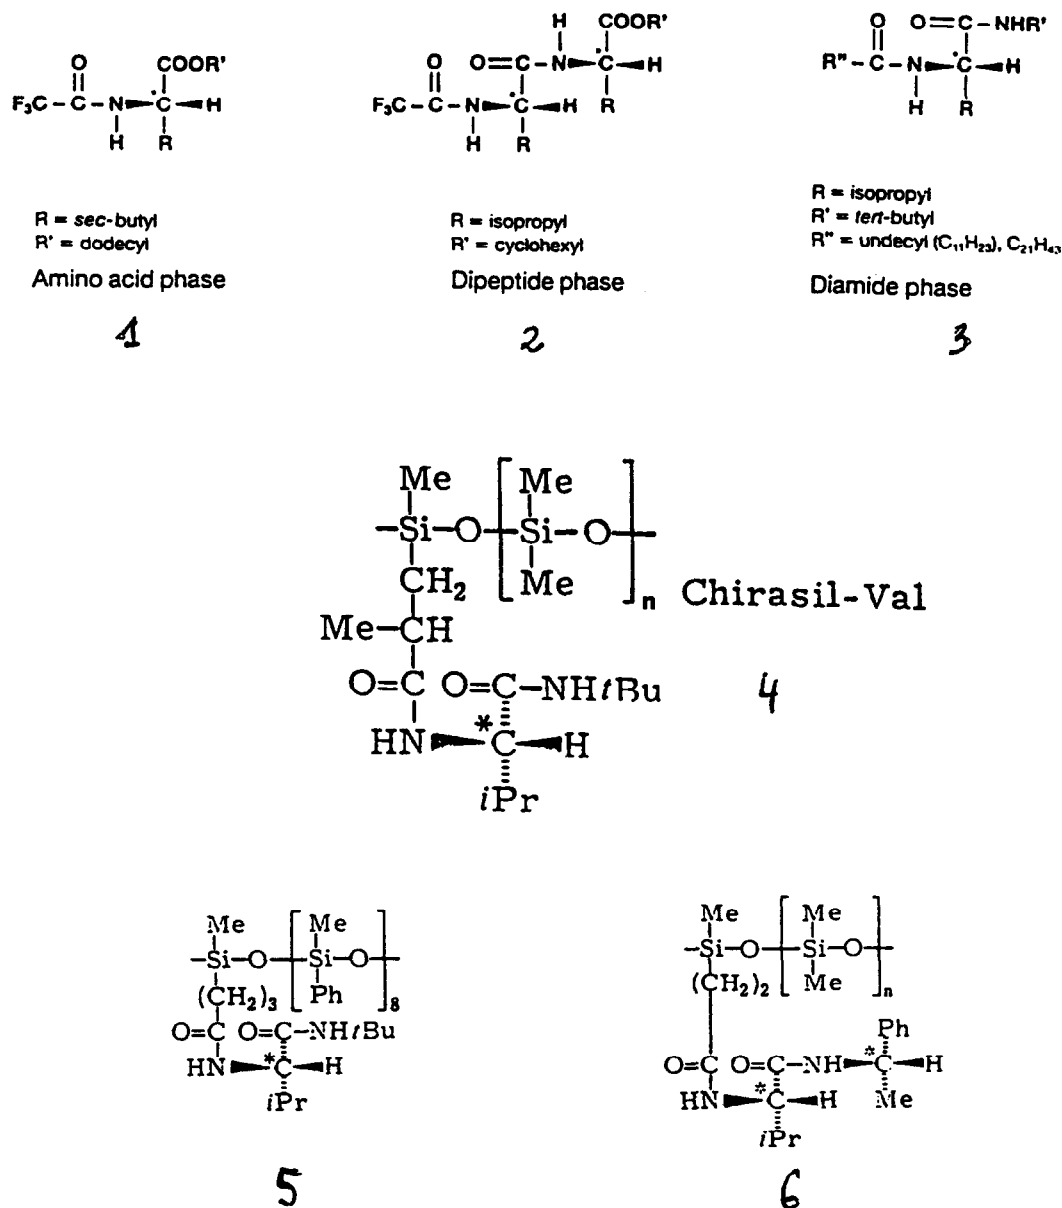 O COOR'
F₃C-C-N-C-H
H R
R = sec-butyl
R' = dodecyl
Amino acid phase
1
H COOR'
O O=C-N-C-H
F₃C-C-N-C-H R
H R
R = isopropyl
R' = cyclohexyl
Dipeptide phase
2
O O=C-NHR'
R''-C-N-C-H
H R
R = isopropyl
R' = tert-butyl
R'' = undecyl (C₁₁H₂₃), C₂₁H₄₃
Diamide phase
3
Me Me
-Si-O-Si-O-
CH₂ Me n Chirasil-Val
Me-CH
O=C O=C-NHtBu
HN *C-H
iPr
4
Me Me
-Si-O-Si-O-
(CH₂)₃ Ph 8
O=C O=C-NHtBu
HN *C-H
iPr
5
Me Me
-Si-O-Si-O-
(CH₂)₂ Me n
Ph
O=C O=C-NH-*C-H
HN *C-H Me
iPr
6